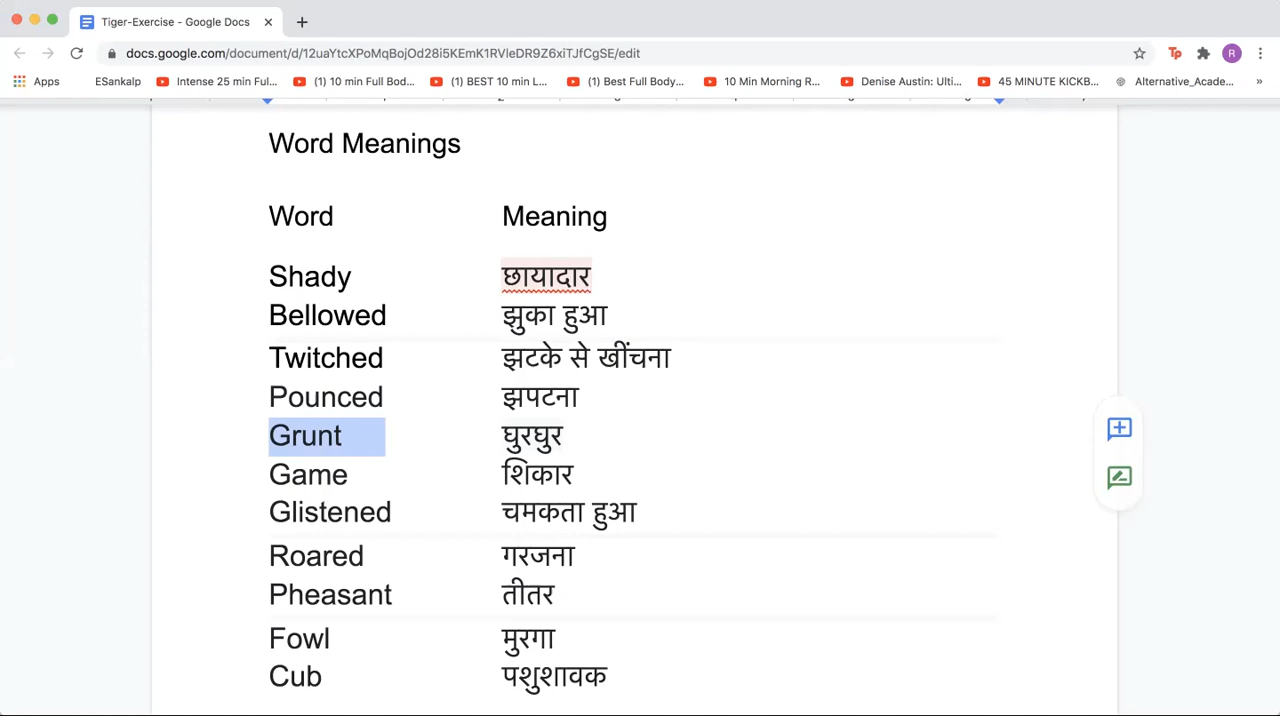 Tiger-Exercise - Google Docs
docs.google.com/document/d/12uaYtcXPoMqBojOd28i5KEmK1RVleDR9Z6xiTJfCgSE/edit
Tp
R
Apps ESankalp Intense 25 min Ful... (1) 10 min Full Bod... (1) BEST 10 min L... (1) Best Full Body... 10 Min Morning R... Denise Austin: Ulti... 45 MINUTE KICKB... Alternative_Acade... »
Word Meanings
Word Meaning
Shady छायादार
Bellowed झुका हुआ
Twitched झटके से खींचना
Pounced झपटना
Grunt घुरघुर
Game शिकार
Glistened चमकता हुआ
Roared गरजना
Pheasant तीतर
Fowl मुरगा
Cub पशुशावक